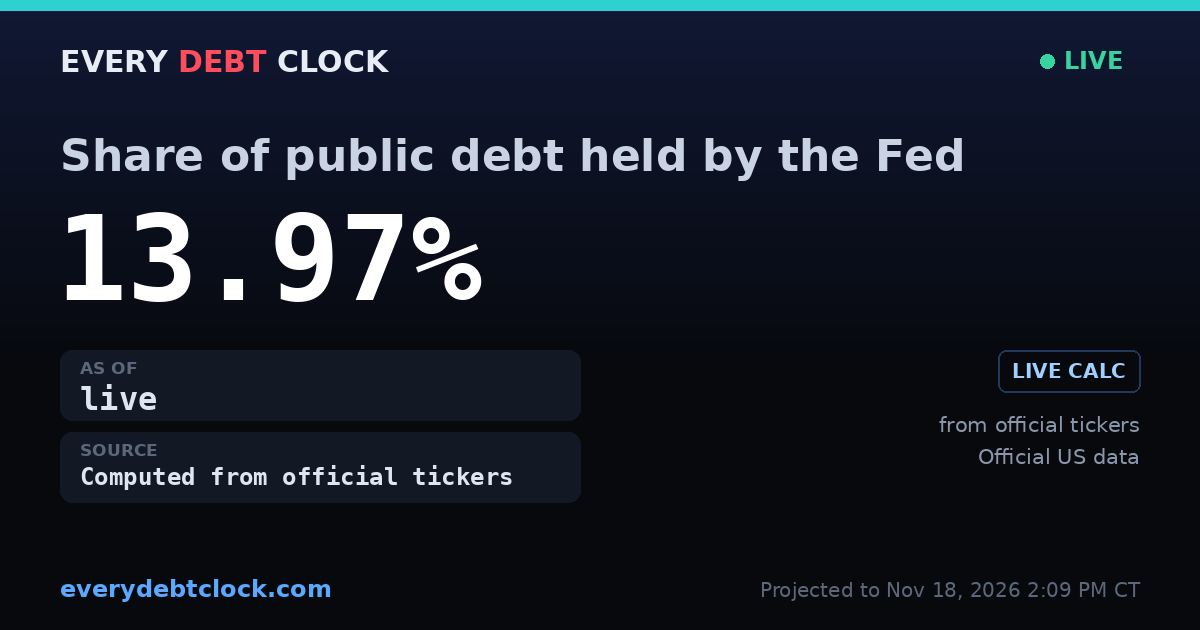 EVERY DEBT CLOCK
LIVE
Share of public debt held by the Fed
13.97%
AS OF
live
SOURCE
Computed from official tickers
LIVE CALC
from official tickers
Official US data
everydebtclock.com
Projected to Nov 18, 2026 2:09 PM CT